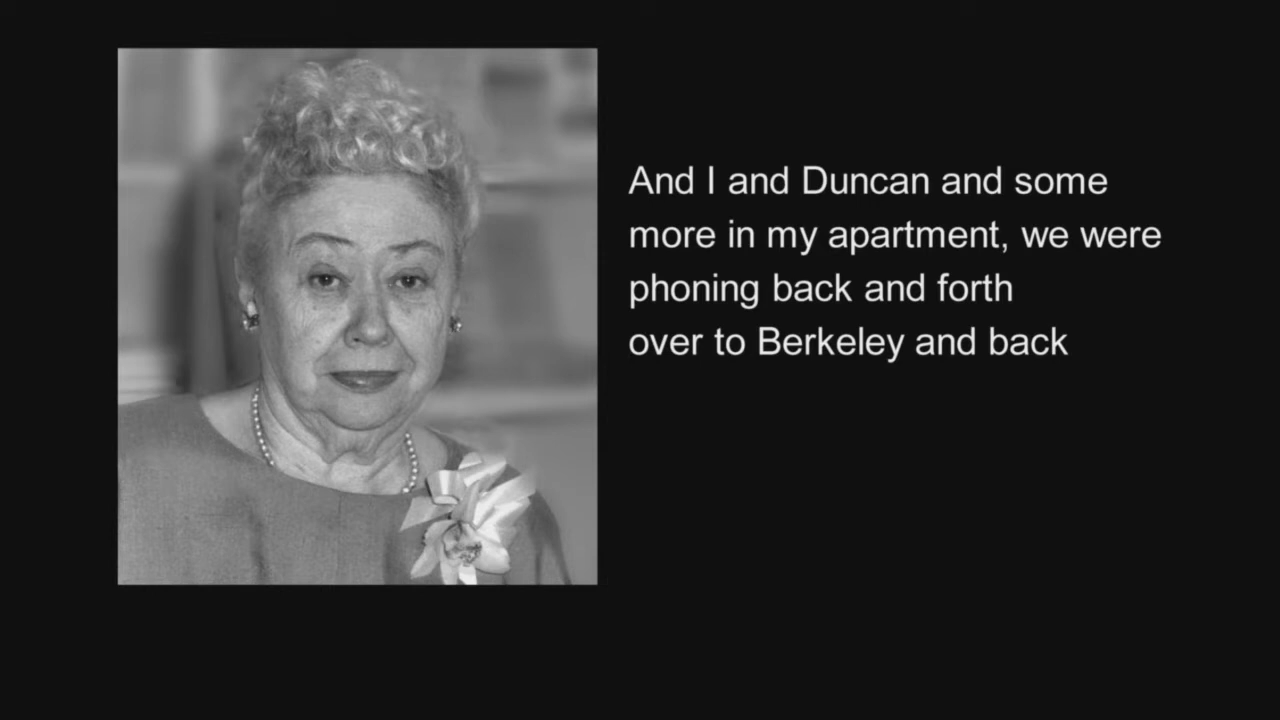 And I and Duncan and some
more in my apartment, we were
phoning back and forth
over to Berkeley and back